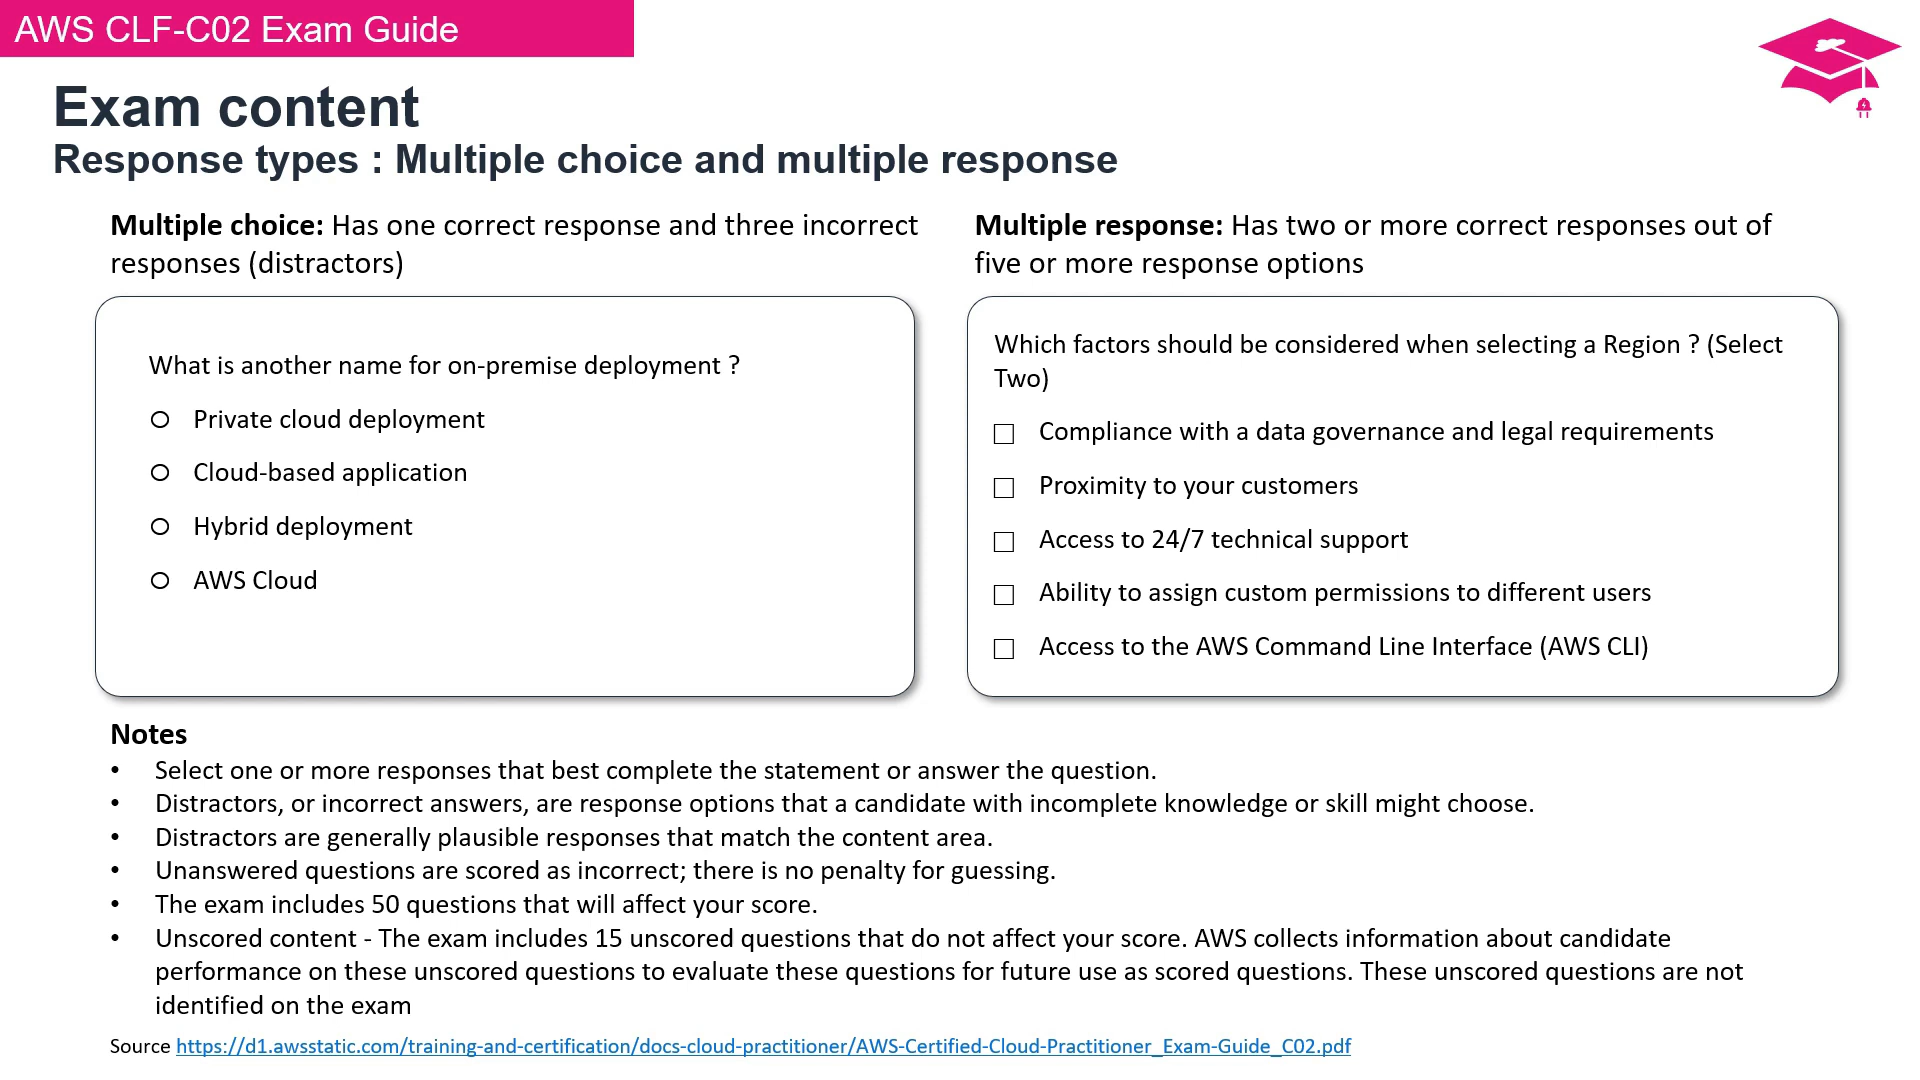 AWS CLF-C02 Exam Guide
Exam content
Response types : Multiple choice and multiple response
Multiple choice: Has one correct response and three incorrect
responses (distractors)
What is another name for on-premise deployment ?
Private cloud deployment
Cloud-based application
Hybrid deployment
AWS Cloud
Multiple response: Has two or more correct responses out of
five or more response options
Which factors should be considered when selecting a Region ? (Select
Two)
Compliance with a data governance and legal requirements
Proximity to your customers
Access to 24/7 technical support
Ability to assign custom permissions to different users
Access to the AWS Command Line Interface (AWS CLI)
Notes
• Select one or more responses that best complete the statement or answer the question.
• Distractors, or incorrect answers, are response options that a candidate with incomplete knowledge or skill might choose.
• Distractors are generally plausible responses that match the content area.
• Unanswered questions are scored as incorrect; there is no penalty for guessing.
• The exam includes 50 questions that will affect your score.
• Unscored content - The exam includes 15 unscored questions that do not affect your score. AWS collects information about candidate
performance on these unscored questions to evaluate these questions for future use as scored questions. These unscored questions are not
identified on the exam
Source https://d1.awsstatic.com/training-and-certification/docs-cloud-practitioner/AWS-Certified-Cloud-Practitioner_Exam-Guide_C02.pdf